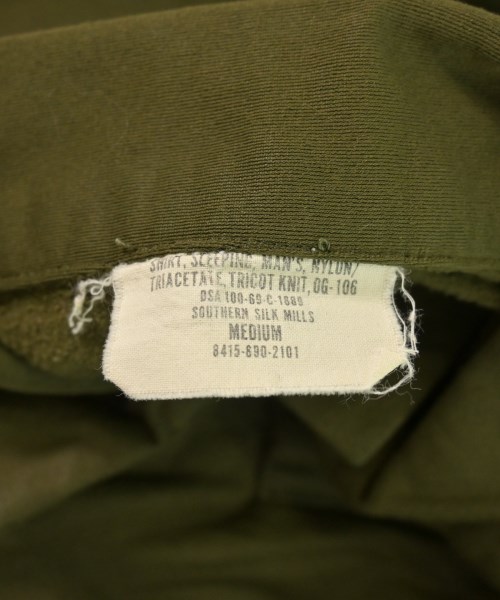 SHIRT, SLEEPING, MAN'S, NYLON/
TRIACETATE, TRICOT KNIT, OG-106
DSA 100-69-C-1889
SOUTHERN SILK MILLS
MEDIUM
8415-890-2101